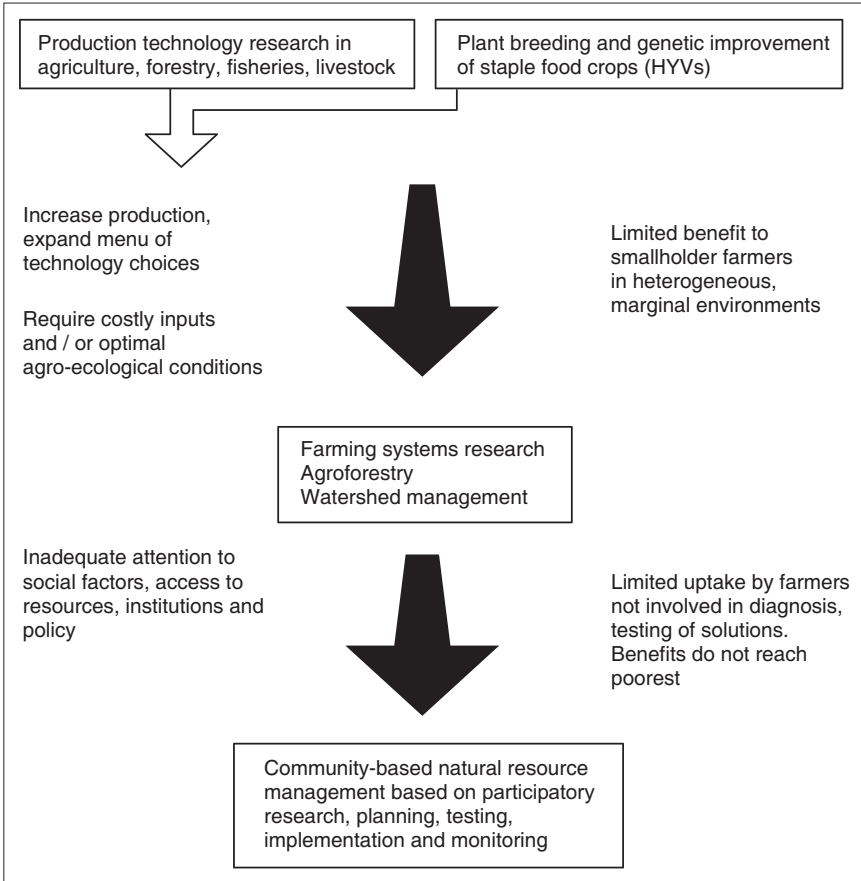 Production technology research in
agriculture, forestry, fisheries, livestock
Plant breeding and genetic improvement
of staple food crops (HYVs)
Increase production,
expand menu of
technology choices
Require costly inputs
and / or optimal
agro-ecological conditions
Limited benefit to
smallholder farmers
in heterogeneous,
marginal environments
Farming systems research
Agroforestry
Watershed management
Inadequate attention to
social factors, access to
resources, institutions and
policy
Limited uptake by farmers
not involved in diagnosis,
testing of solutions.
Benefits do not reach
poorest
Community-based natural resource
management based on participatory
research, planning, testing,
implementation and monitoring